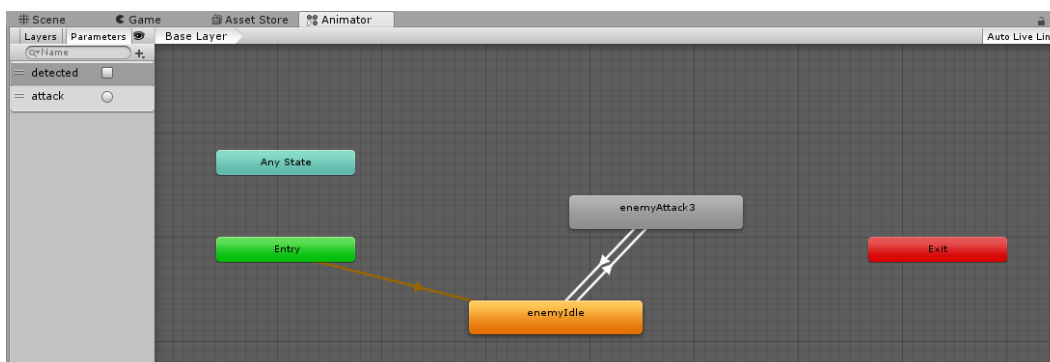 Scene Game Asset Store Animator
Layers Parameters Base Layer Auto Live Lin
Name
detected
attack
Any State
enemyAttack3
Entry
Exit
enemyIdle